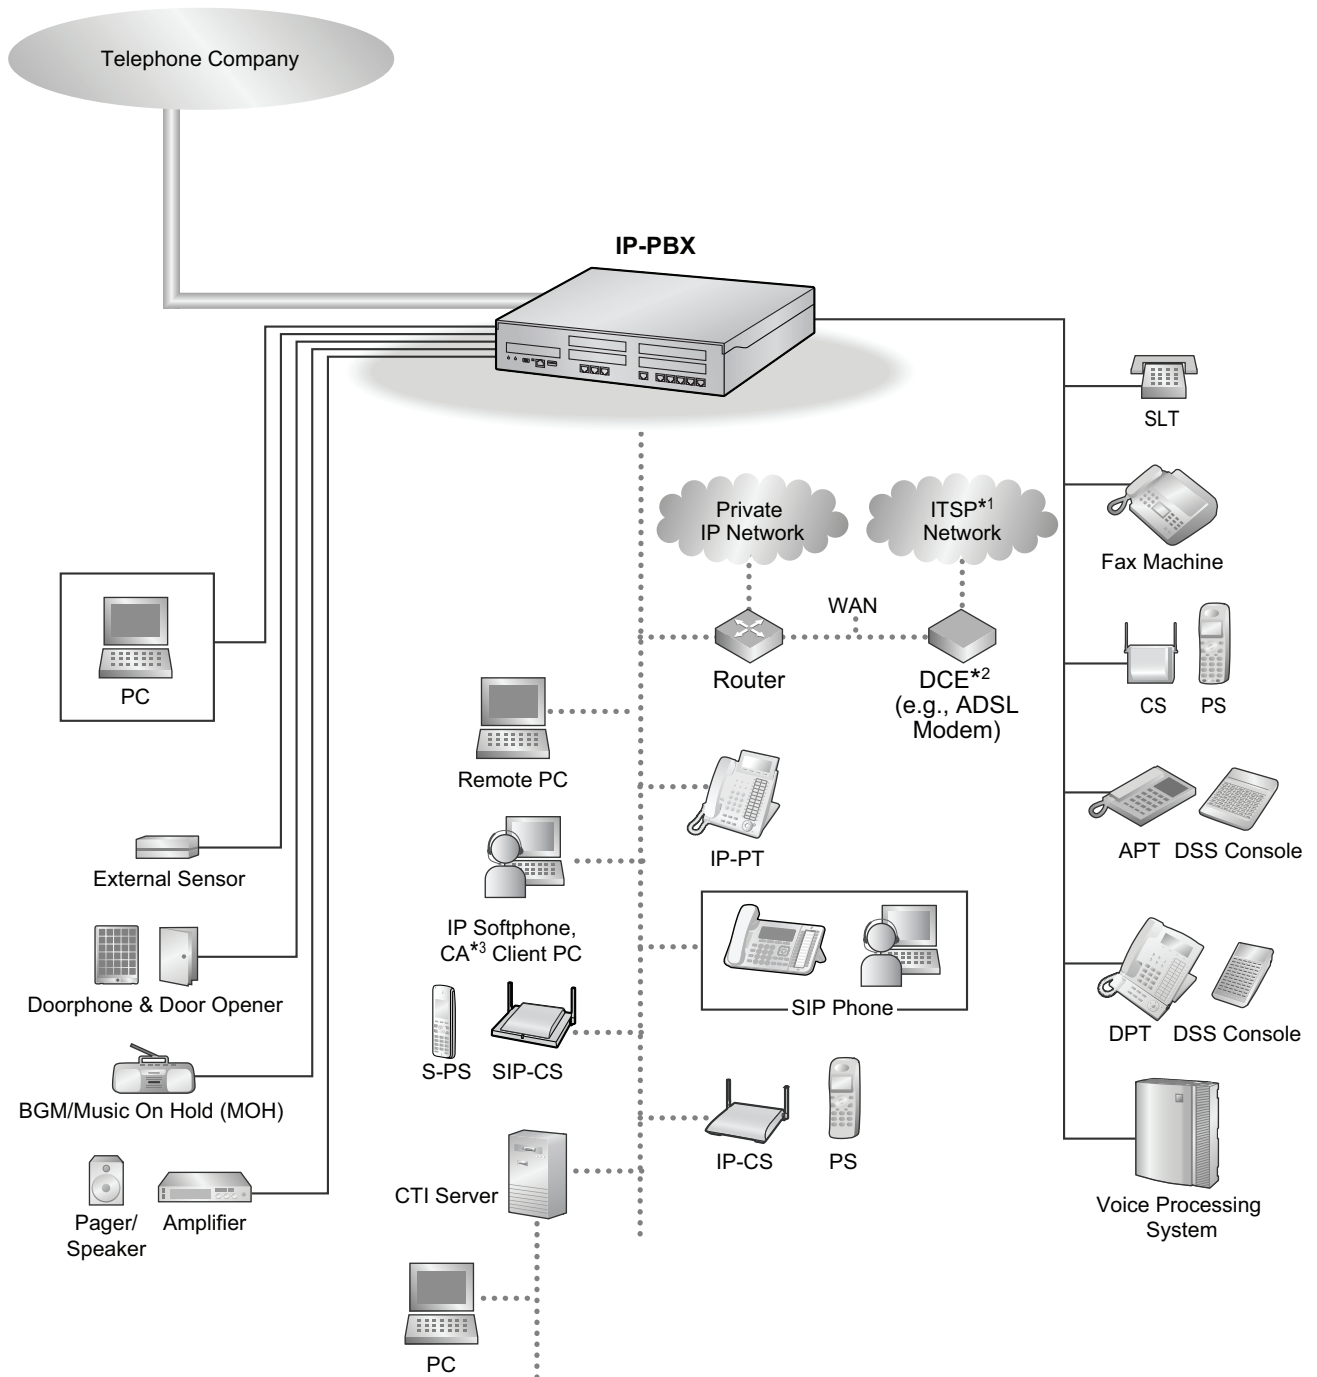 Telephone Company
IP-PBX
SLT
Private
IP Network
ITSP*1
Network
Fax Machine
WAN
Router
DCE*2
(e.g., ADSL
Modem)
PC
CS
PS
Remote PC
IP-PT
APT
DSS Console
External Sensor
IP Softphone,
CA*3 Client PC
Doorphone & Door Opener
SIP Phone
DPT
DSS Console
S-PS
SIP-CS
BGM/Music On Hold (MOH)
IP-CS
PS
CTI Server
Pager/
Speaker
Amplifier
Voice Processing
System
PC